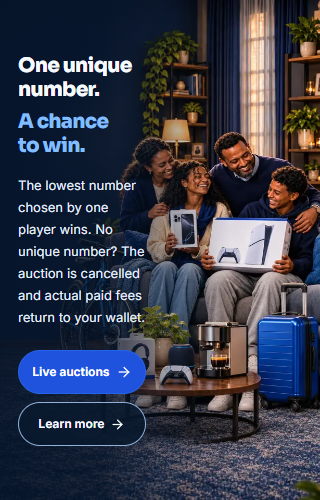 One unique
number.
A chance
to win.
The lowest number
chosen by one
player wins. No
unique number? The
auction is cancelled
and actual paid fees
return to your wallet.
Live auctions →
Learn more →